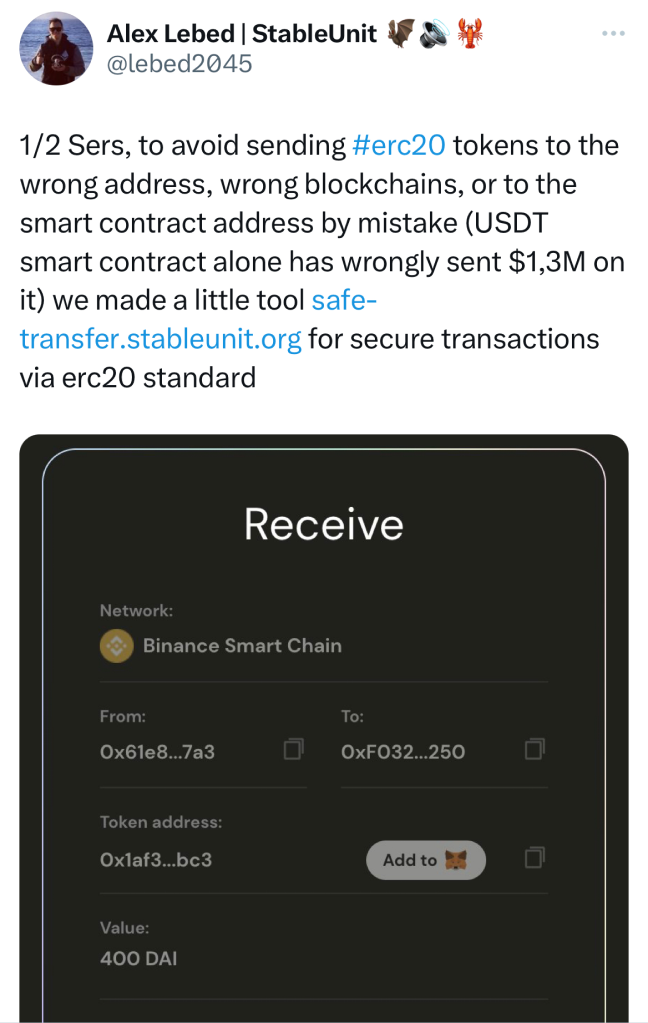 Alex Lebed | StableUnit 🦇🔊🦞
@lebed2045
1/2 Sers, to avoid sending #erc20 tokens to the
wrong address, wrong blockchains, or to the
smart contract address by mistake (USDT
smart contract alone has wrongly sent $1,3M on
it) we made a little tool safe-
transfer.stableunit.org for secure transactions
via erc20 standard
Receive
Network:
Binance Smart Chain
From:
To:
0x61e8...7a3
0xF032...250
Token address:
0x1af3...bc3
Add to 🦊
Value:
400 DAI